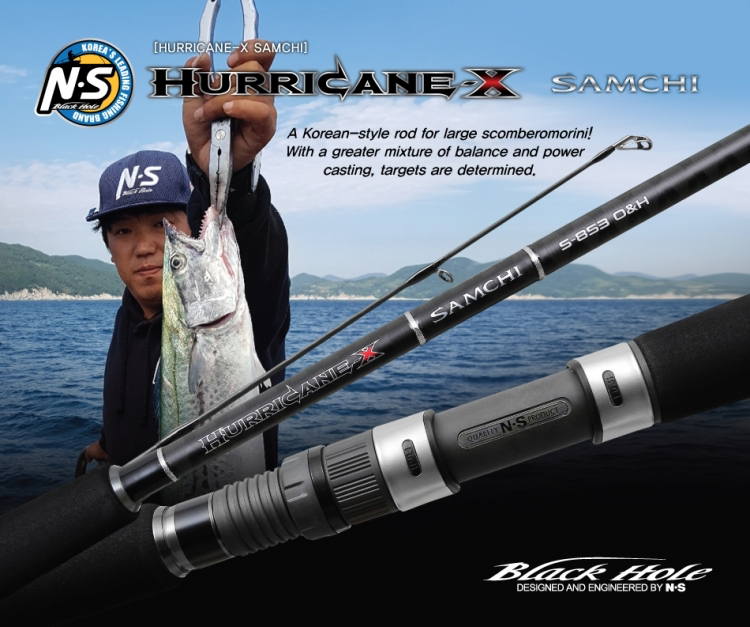 [HURRICANE-X SAMCHI]
KOREA'S LEADING FISHING BRAND
N·S
Black Hole
HURRICANE-X SAMCHI
A Korean-style rod for large scomberomorini!
With a greater mixture of balance and power
casting, targets are determined.
N·S
Black Hole
S-853 O&H
SAMCHI
HURRICANE-X
QUALITY N·S PRODUCT
Black Hole
DESIGNED AND ENGINEERED BY N·S